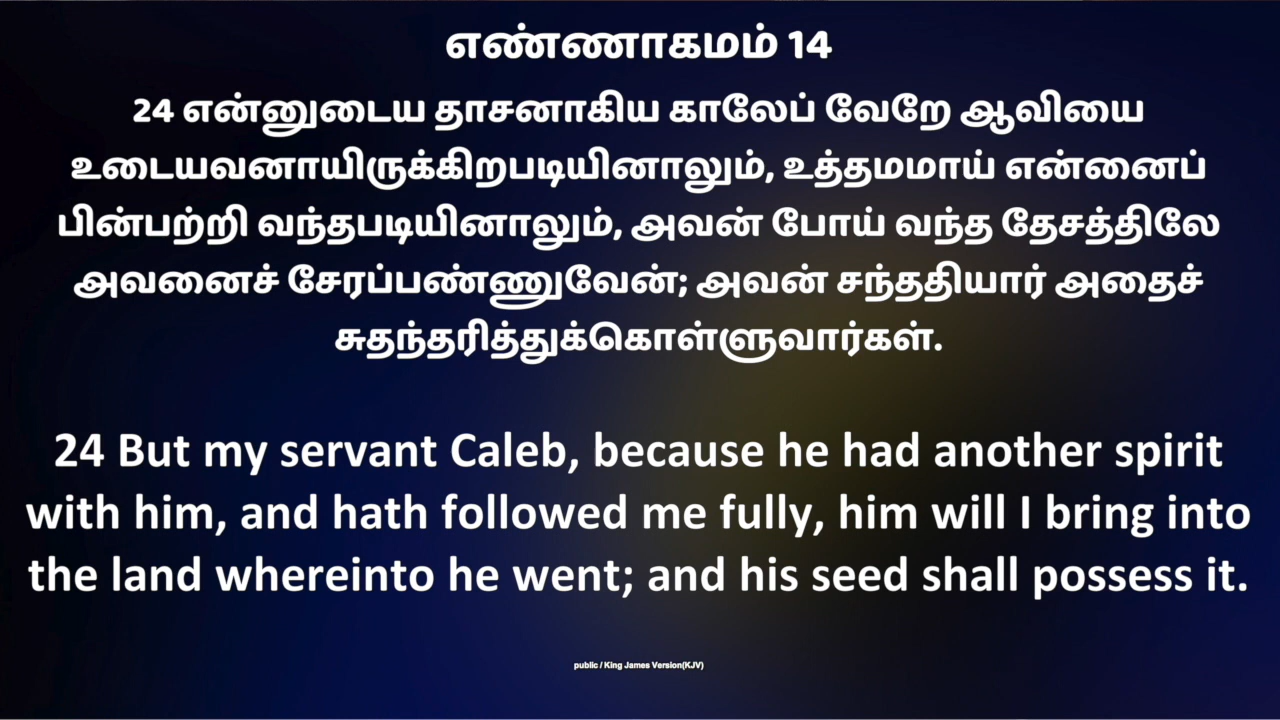 எண்ணாகமம் 14
24 என்னுடைய தாசனாகிய காலேப் வேறே ஆவியை
உடையவனாயிருக்கிறபடியினாலும், உத்தமமாய் என்னைப்
பின்பற்றி வந்தபடியினாலும், அவன் போய் வந்த தேசத்திலே
அவனைச் சேரப்பண்ணுவேன்; அவன் சந்ததியார் அதைச்
சுதந்தரித்துக்கொள்ளுவார்கள்.
24 But my servant Caleb, because he had another spirit
with him, and hath followed me fully, him will I bring into
the land whereinto he went; and his seed shall possess it.
public / King James Version(KJV)